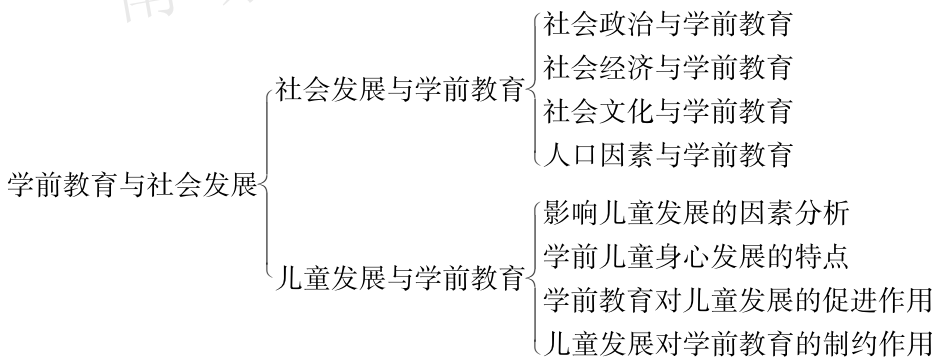 社会政治与学前教育
社会经济与学前教育
社会发展与学前教育
社会文化与学前教育
人口因素与学前教育
学前教育与社会发展
影响儿童发展的因素分析
学前儿童身心发展的特点
儿童发展与学前教育
学前教育对儿童发展的促进作用
儿童发展对学前教育的制约作用